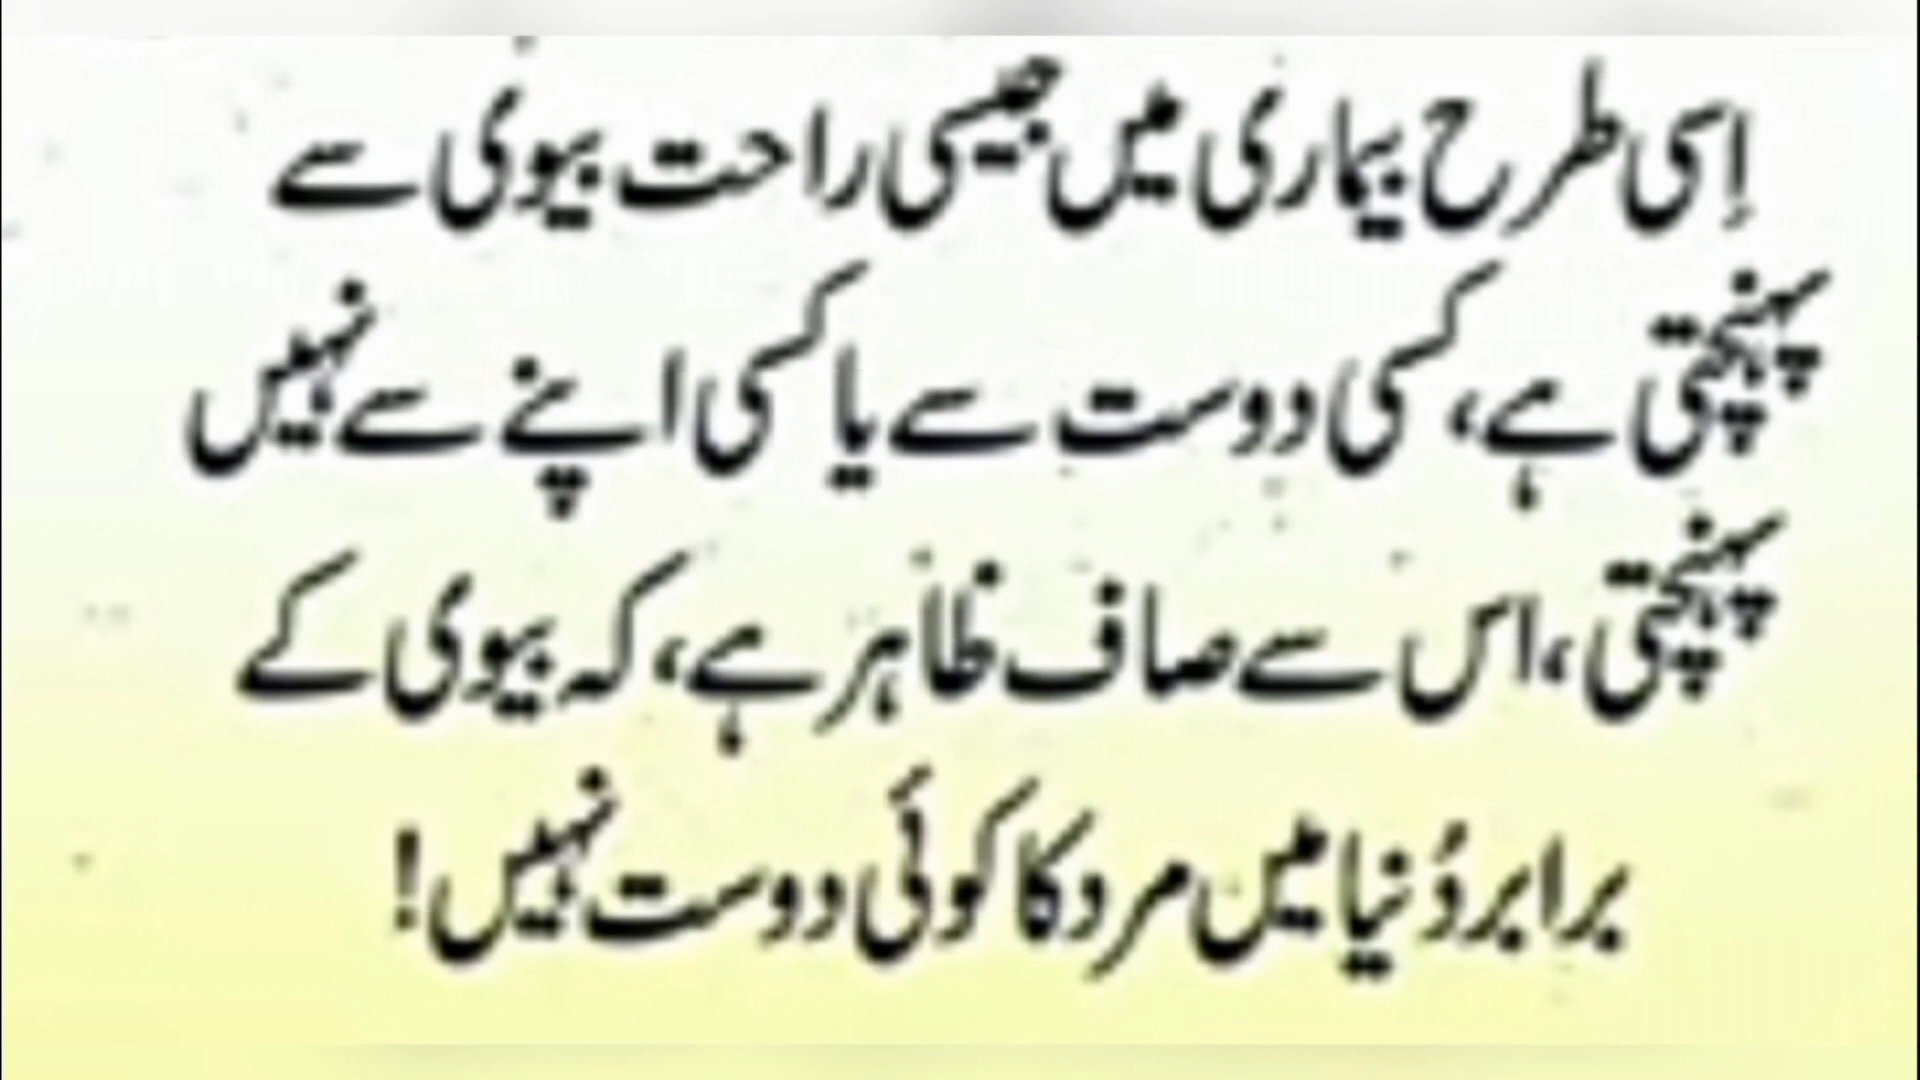 اِسی طرح بیماری میں جیسی راحت بیوی سے
پہنچتی ہے، کسی دوست سے یا کسی اپنے سے نہیں
پہنچتی، اس سے صاف ظاہر ہے، کہ بیوی کے
برابر دُنیا میں مرد کا کوئی دوست نہیں!